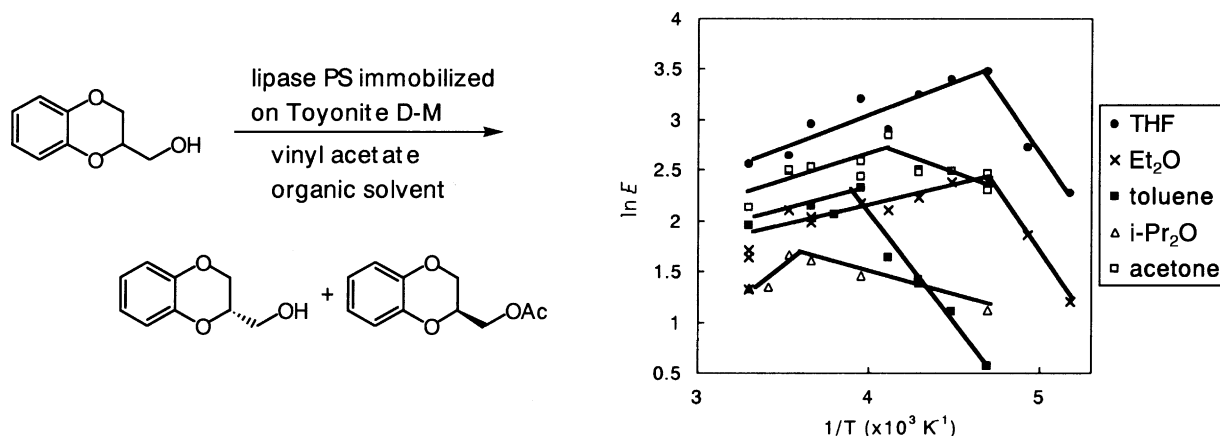 lipase PS immobilized
on Toyonite D-M
vinyl acetate
organic solvent
O
O
OH
O
O
OH
+
O
O
OAc
ln E
4
3.5
3
2.5
2
1.5
1
0.5
3
4
5
1/T (x10³ K⁻¹)
THF
Et₂O
toluene
i-Pr₂O
acetone